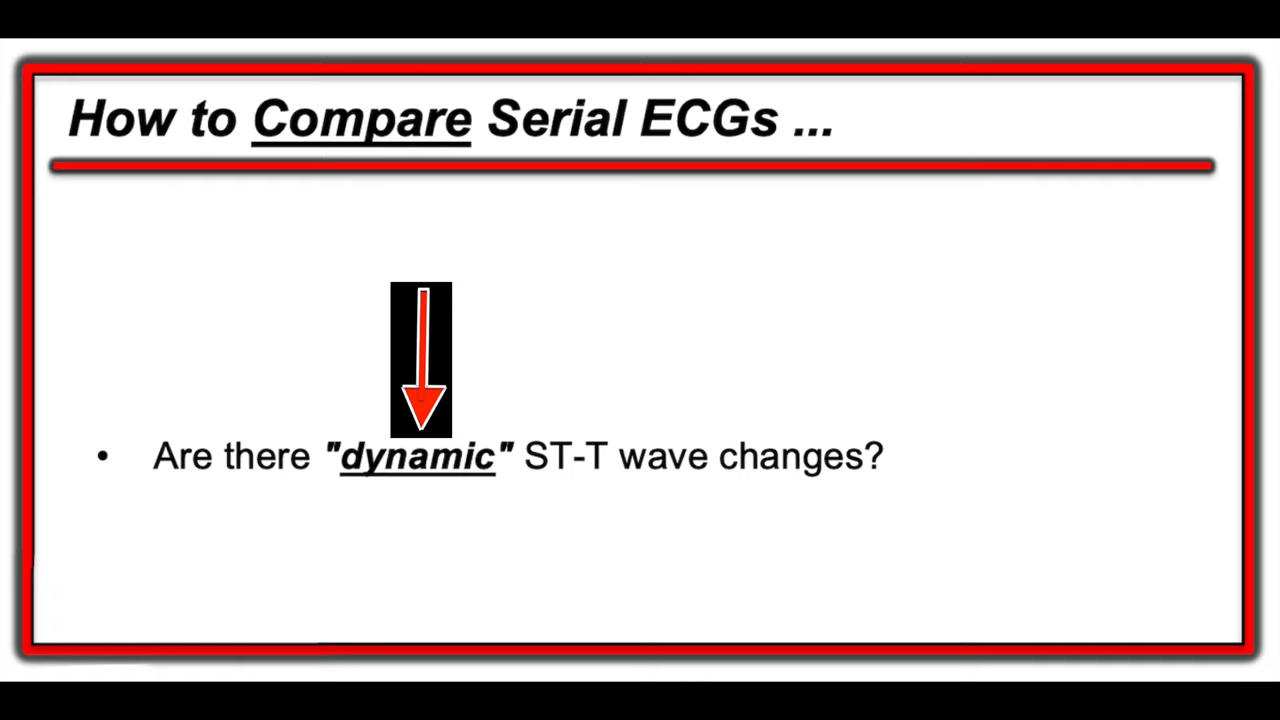 How to Compare Serial ECGs ...
• Are there "dynamic" ST-T wave changes?